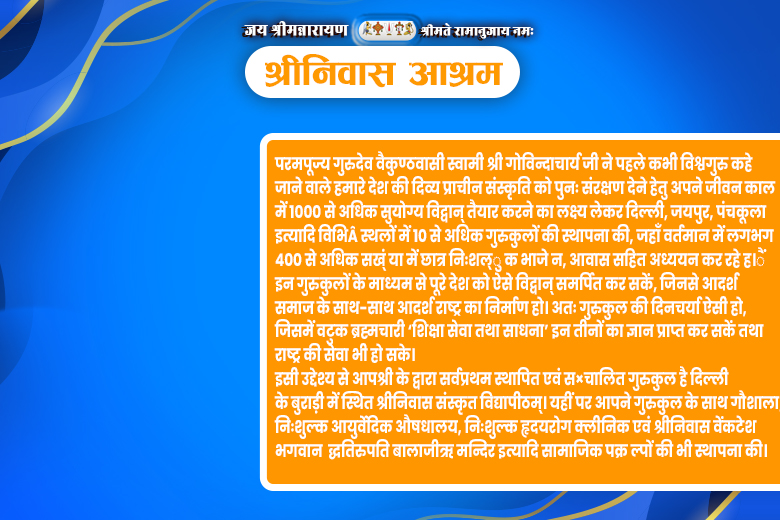 जय श्रीमन्नारायण श्रीमते रामानुजाय नमः
श्रीनिवास आश्रम
परमपूज्य गुरुदेव वैकुण्ठवासी स्वामी श्री गोविन्दाचार्य जी ने पहले कभी विश्वगुरु कहे
जाने वाले हमारे देश की दिव्य प्राचीन संस्कृति को पुनः संरक्षण देने हेतु अपने जीवन काल
में 1000 से अधिक सुयोग्य विद्वान् तैयार करने का लक्ष्य लेकर दिल्ली, जयपुर, पंचकूला
इत्यादि विभिÂ स्थलों में 10 से अधिक गुरुकुलों की स्थापना की, जहाँ वर्तमान में लगभग
400 से अधिक सख्ं या में छात्र निःशल्ु क भाजे न, आवास सहित अध्ययन कर रहे ह।ैं
इन गुरुकुलों के माध्यम से पूरे देश को ऐसे विद्वान् समर्पित कर सकें, जिनसे आदर्श
समाज के साथ-साथ आदर्श राष्ट्र का निर्माण हो। अतः गुरुकुल की दिनचर्या ऐसी हो,
जिसमें वटुक ब्रह्मचारी ‘शिक्षा सेवा तथा साधना’ इन तीनों का ज्ञान प्राप्त कर सकें तथा
राष्ट्र की सेवा भी हो सके।
इसी उद्देश्य से आपश्री के द्वारा सर्वप्रथम स्थापित एवं स×चालित गुरुकुल है दिल्ली
के बुराड़ी में स्थित श्रीनिवास संस्कृत विद्यापीठम्। यहीं पर आपने गुरुकुल के साथ गौशाला
निःशुल्क आयुर्वेदिक औषधालय, निःशुल्क हृदयरोग क्लीनिक एवं श्रीनिवास वेंकटेश
भगवान द्धतिरुपति बालाजीऋ मन्दिर इत्यादि सामाजिक पक्र ल्पों की भी स्थापना की।